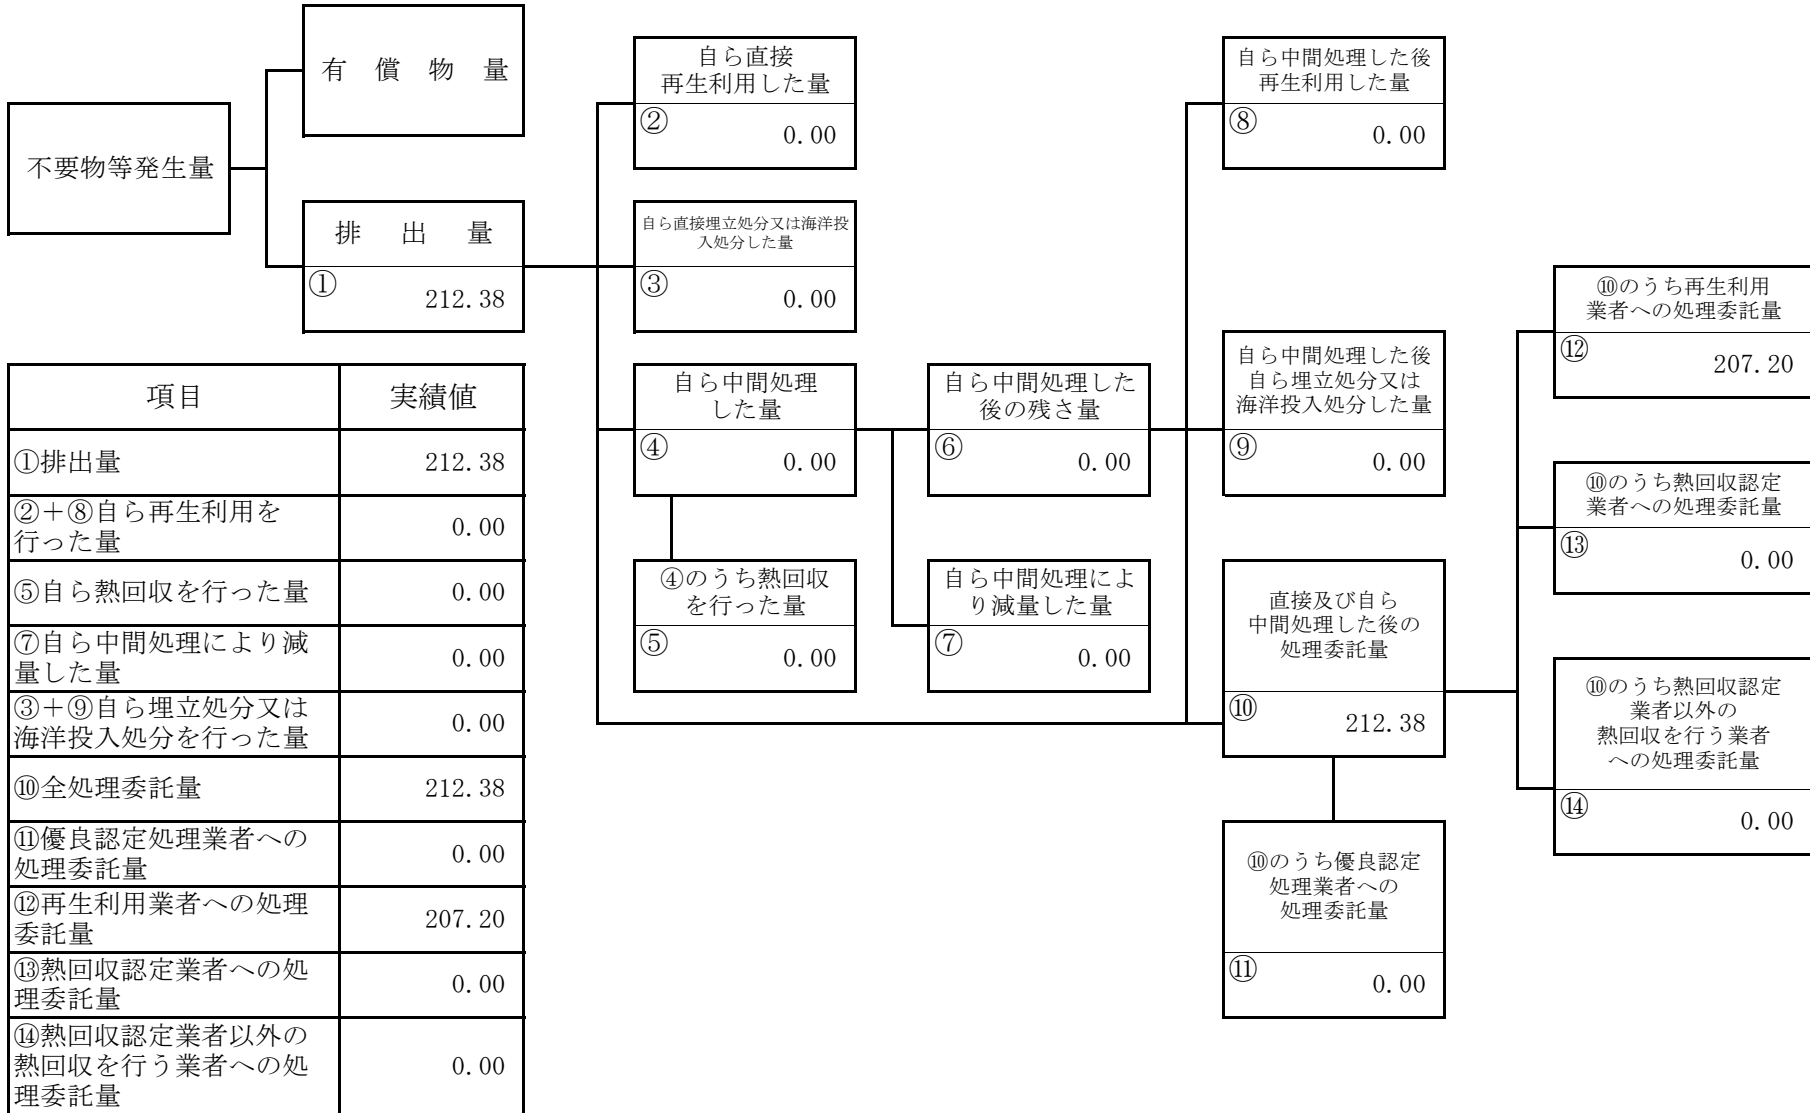 有償物量
不要物等発生量
排出量
①
212.38
自ら直接
再生利用した量
②
0.00
自ら直接埋立処分又は海洋投
入処分した量
③
0.00
自ら中間処理
した量
④
0.00
④のうち熱回収
を行った量
⑤
0.00
自ら中間処理した
後の残さ量
⑥
0.00
自ら中間処理によ
り減量した量
⑦
0.00
自ら中間処理した後
再生利用した量
⑧
0.00
自ら中間処理した後
自ら埋立処分又は
海洋投入処分した量
⑨
0.00
直接及び自ら
中間処理した後の
処理委託量
⑩
212.38
⑩のうち優良認定
処理業者への
処理委託量
⑪
0.00
⑩のうち再生利用
業者への処理委託量
⑫
207.20
⑩のうち熱回収認定
業者への処理委託量
⑬
0.00
⑩のうち熱回収認定
業者以外の
熱回収を行う業者
への処理委託量
⑭
0.00
項目 実績値
①排出量 212.38
②+⑧自ら再生利用を
行った量 0.00
⑤自ら熱回収を行った量 0.00
⑦自ら中間処理により減
量した量 0.00
③+⑨自ら埋立処分又は
海洋投入処分を行った量 0.00
⑩全処理委託量 212.38
⑪優良認定処理業者への
処理委託量 0.00
⑫再生利用業者への処理
委託量 207.20
⑬熱回収認定業者への処
理委託量 0.00
⑭熱回収認定業者以外の
熱回収を行う業者への処
理委託量 0.00